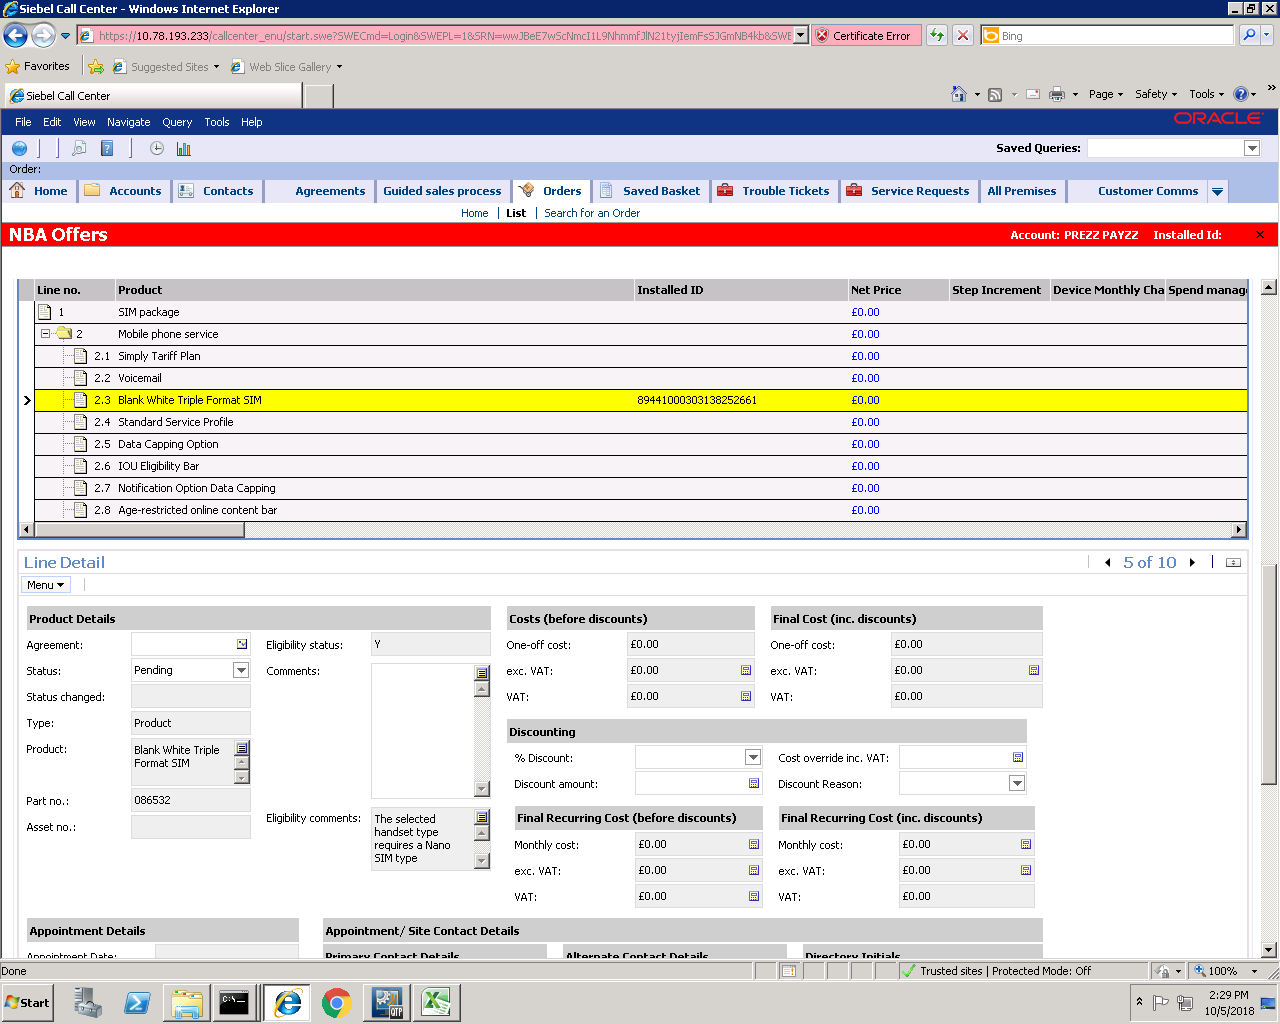 Siebel Call Center - Windows Internet Explorer
https://10.78.193.233/callcenter_enu/start.swe?SWECmd=Login&SWEPL=1&SRN=
Certificate Error
Bing
Favorites
Suggested Sites
Web Slice Gallery
Siebel Call Center
Page
Safety
Tools
File Edit View Navigate Query Tools Help
ORACLE
Saved Queries:
Order:
Home Accounts Contacts Agreements Guided sales process Orders Saved Basket Trouble Tickets Service Requests All Premises Customer Comms
Home | List | Search for an Order
NBA Offers Account: PREZZ PAYZZ Installed Id:
Line no. Product Installed ID Net Price Step Increment Device Monthly Cha Spend manag
1 SIM package £0.00
2 Mobile phone service £0.00
2.1 Simply Tariff Plan £0.00
2.2 Voicemail £0.00
2.3 Blank White Triple Format SIM 89441000303138252661 £0.00
2.4 Standard Service Profile £0.00
2.5 Data Capping Option £0.00
2.6 IOU Eligibility Bar £0.00
2.7 Notification Option Data Capping £0.00
2.8 Age-restricted online content bar £0.00
Line Detail 5 of 10
Menu
Product Details
Agreement:
Status: Pending
Status changed:
Type: Product
Product: Blank White Triple
Format SIM
Part no.: 086532
Asset no.:
Eligibility status: Y
Comments:
Eligibility comments: The selected
handset type
requires a Nano
SIM type
Costs (before discounts)
One-off cost: £0.00
exc. VAT: £0.00
VAT: £0.00
Final Cost (inc. discounts)
One-off cost: £0.00
exc. VAT: £0.00
VAT: £0.00
Discounting
% Discount:
Cost override inc. VAT:
Discount amount:
Discount Reason:
Final Recurring Cost (before discounts)
Monthly cost: £0.00
exc. VAT: £0.00
VAT: £0.00
Final Recurring Cost (inc. discounts)
Monthly cost: £0.00
exc. VAT: £0.00
VAT: £0.00
Appointment Details
Appointment Date:
Appointment/ Site Contact Details
Primary Contact Details
Alternate Contact Details
Directory Initials
Done
Trusted sites | Protected Mode: Off
100%
Start
C:\
QTP
2:29 PM
10/5/2018